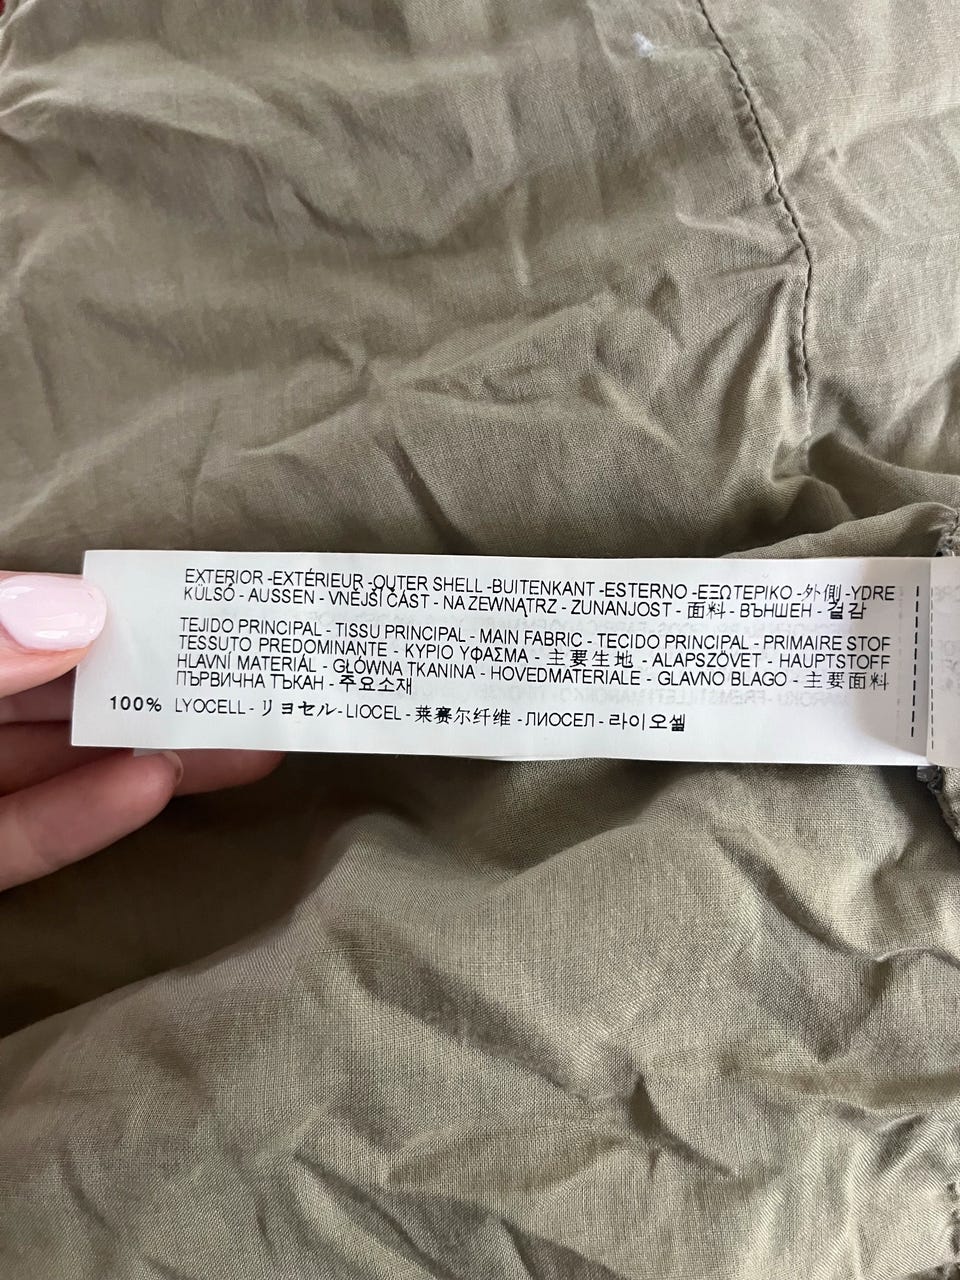 EXTERIOR -EXTÉRIEUR -OUTER SHELL -BUITENKANT -ESTERNO -ΕΞΩΤΕΡΙΚΟ -外側 -YDRE
KÜLSŐ - AUSSEN - VNĚJŠÍ ČÁST - NA ZEWNĄTRZ - ZUNANJOST - 面料 - ВЪНШЕН - 겉감
TEJIDO PRINCIPAL - TISSU PRINCIPAL - MAIN FABRIC - TECIDO PRINCIPAL - PRIMAIRE STOF
TESSUTO PREDOMINANTE - ΚΥΡΙΟ ΥΦΑΣΜΑ - 主要生地 - ALAPSZÖVET - HAUPTSTOFF
HLAVNÍ MATERIÁL - GŁÓWNA TKANINA - HOVEDMATERIALE - GLAVNO BLAGO - 主要面料
ПЪРВИЧНА ТЪКАН - 주요소재
100% LYOCELL - リヨセル - LIOCEL - 莱赛尔纤维 - ЛИОСЕЛ - 라이오셀